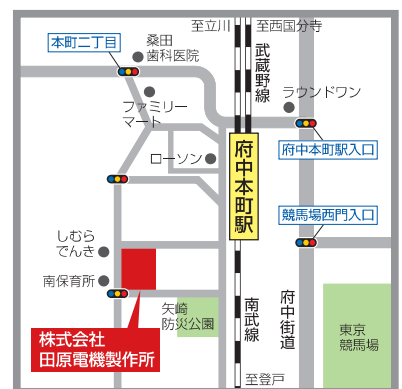 至立川
至西国分寺
本町二丁目
桑田
歯科医院
武蔵野線
ラウンドワン
ファミリー
マート
府中本町駅
府中本町駅入口
ローソン
競馬場西門入口
しむら
でんき
南保育所
矢崎
防災公園
南武線
府中街道
東京
競馬場
株式会社
田原電機製作所
至登戸